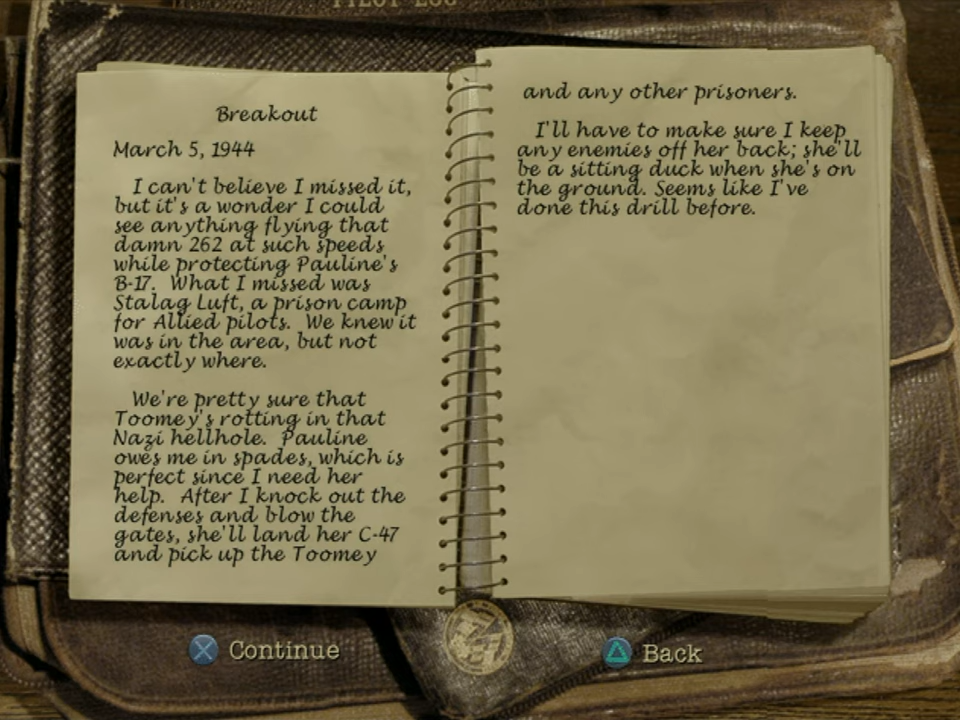 PILOT LOG
Breakout
March 5, 1944
I can't believe I missed it,
but it's a wonder I could
see anything flying that
damn 262 at such speeds
while protecting Pauline's
B-17.  What I missed was
Stalag Luft, a prison camp
for Allied pilots.  We knew it
was in the area, but not
exactly where.
We're pretty sure that
Toomey's rotting in that
Nazi hellhole.  Pauline
owes me in spades, which is
perfect since I need her
help.  After I knock out the
defenses and blow the
gates, she'll land her C-47
and pick up the Toomey
and any other prisoners.
I'll have to make sure I keep
any enemies off her back; she'll
be a sitting duck when she's on
the ground. Seems like I've
done this drill before.
Continue
Back